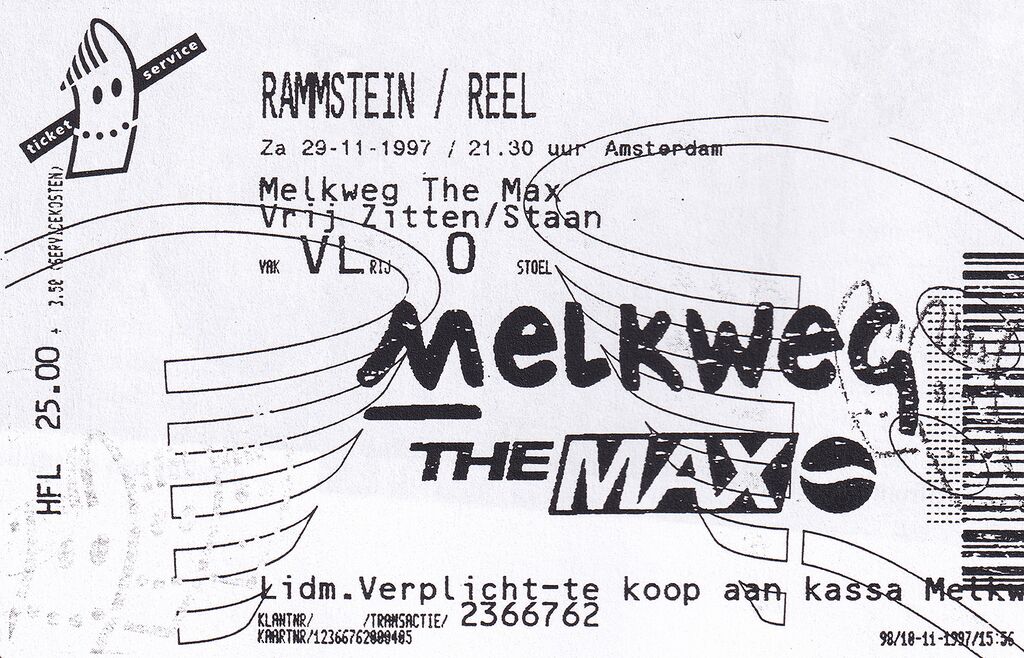 ticket service
RAMMSTEIN / REEL
Za 29-11-1997 / 21.30 uur Amsterdam
Melkweg The Max
Vrij Zitten/Staan
VAK VL RIJ 0 STOEL
HFL 25.00 + 3.50 (SERVICEKOSTEN)
Melkweg
THE MAX
Lidm.Verplicht-te koop aan kassa Melkw
KLANTNR/ /TRANSACTIE/ 2366762
KAARTNR/12366762000405
98/18-11-1997/15:56